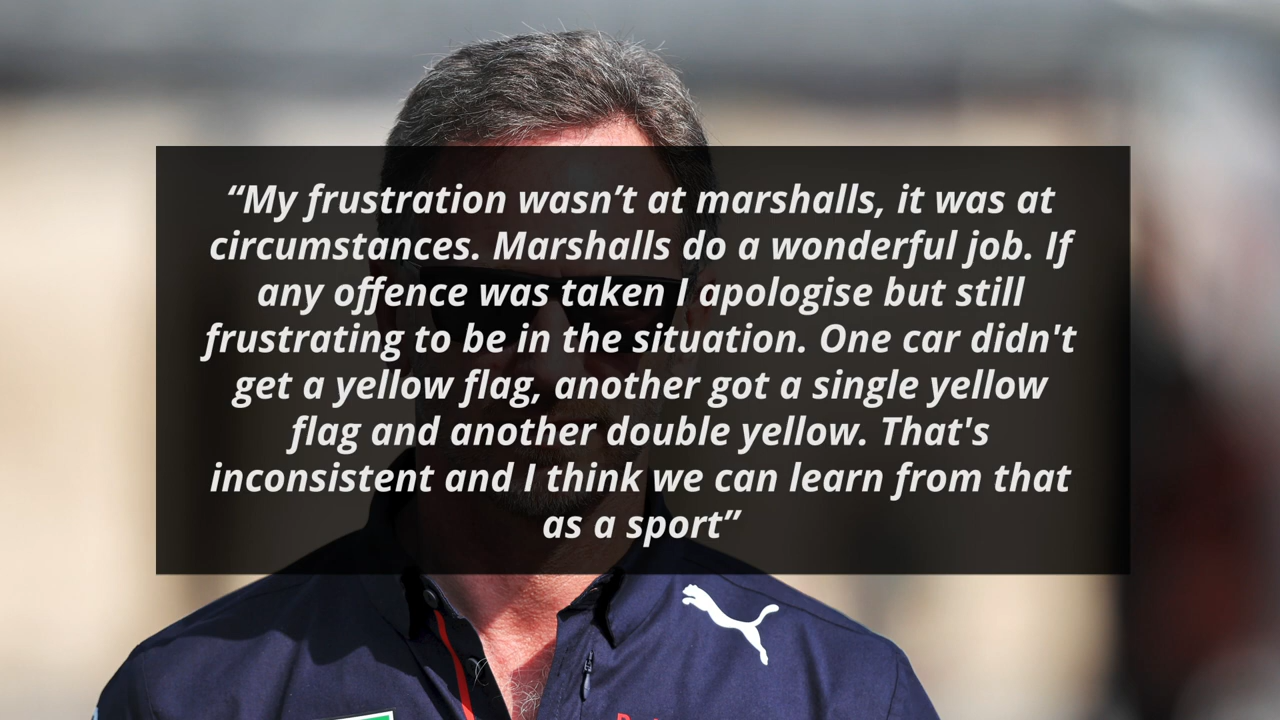 “My frustration wasn’t at marshalls, it was at
circumstances. Marshalls do a wonderful job. If
any offence was taken I apologise but still
frustrating to be in the situation. One car didn't
get a yellow flag, another got a single yellow
flag and another double yellow. That's
inconsistent and I think we can learn from that
as a sport”